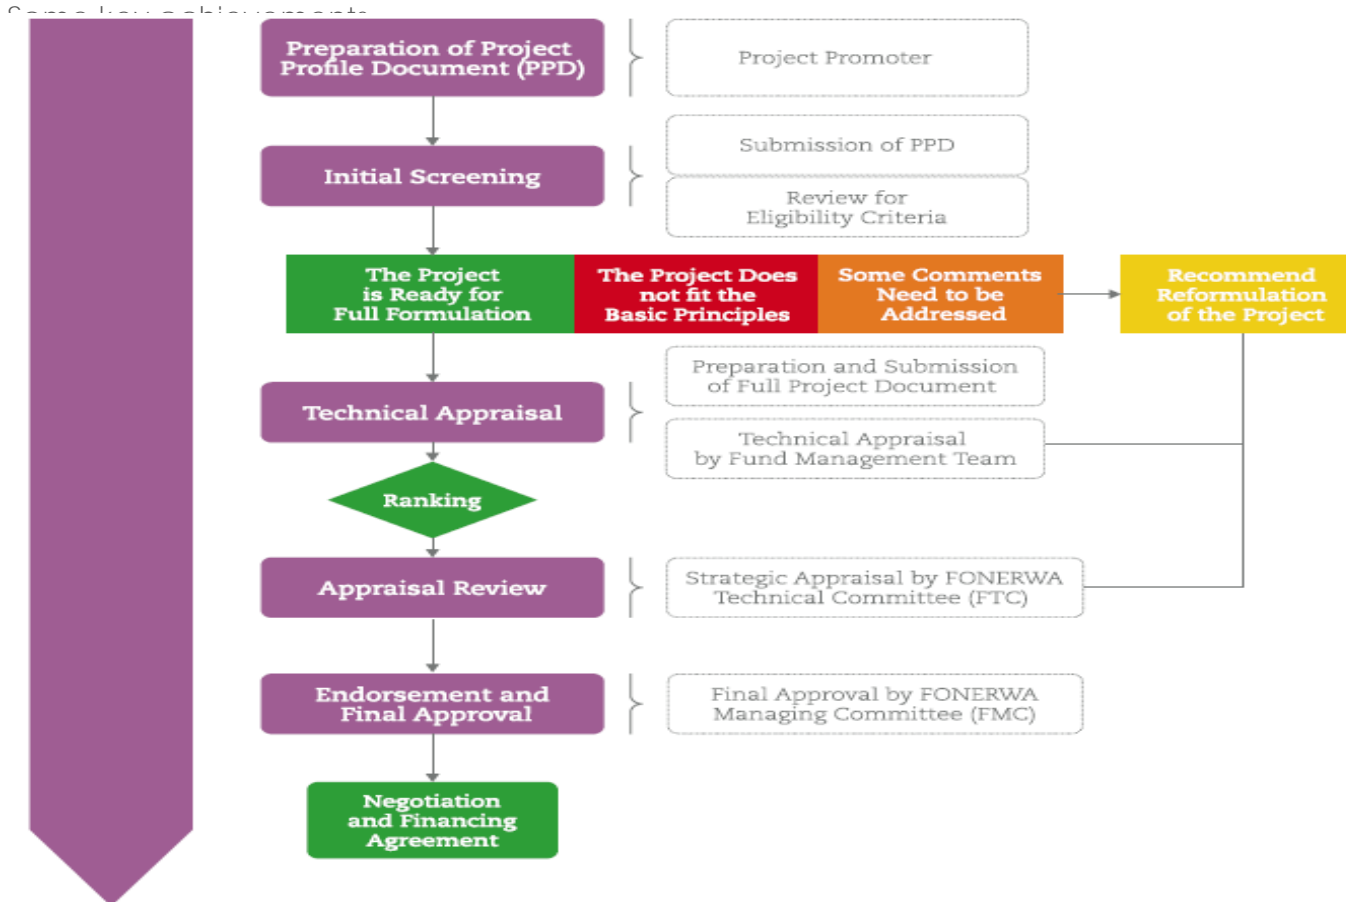 Some key achievements
Preparation of Project
Profile Document (PPD)
Project Promoter
Initial Screening
Submission of PPD
Review for
Eligibility Criteria
The Project
is Ready for
Full Formulation
The Project Does
not fit the
Basic Principles
Some Comments
Need to be
Addressed
Recommend
Reformulation
of the Project
Technical Appraisal
Preparation and Submission
of Full Project Document
Technical Appraisal
by Fund Management Team
Ranking
Appraisal Review
Strategic Appraisal by FONERWA
Technical Committee (FTC)
Endorsement and
Final Approval
Final Approval by FONERWA
Managing Committee (FMC)
Negotiation
and Financing
Agreement